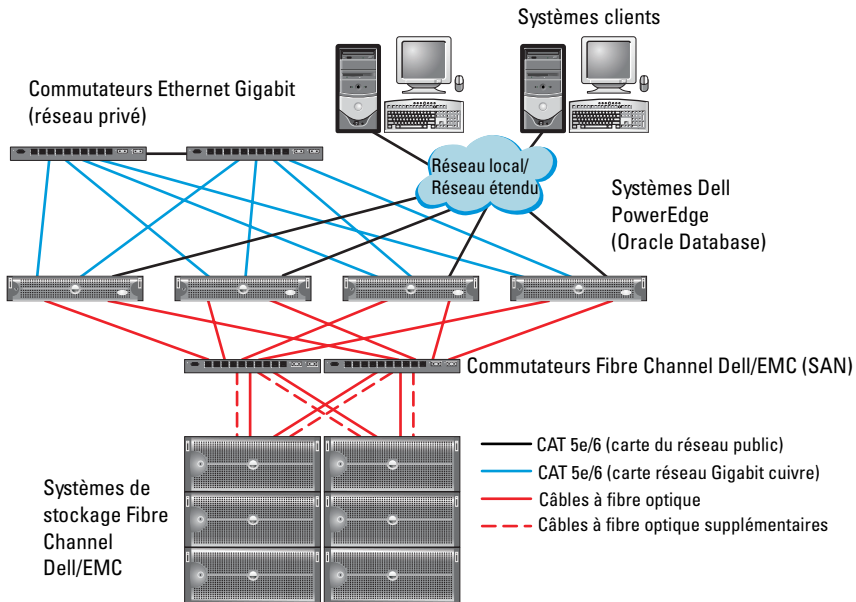 Systèmes clients
Commutateurs Ethernet Gigabit
(réseau privé)
Réseau local/
Réseau étendu
Systèmes Dell
PowerEdge
(Oracle Database)
Commutateurs Fibre Channel Dell/EMC (SAN)
CAT 5e/6 (carte du réseau public)
CAT 5e/6 (carte réseau Gigabit cuivre)
Câbles à fibre optique
Câbles à fibre optique supplémentaires
Systèmes de
stockage Fibre
Channel
Dell/EMC